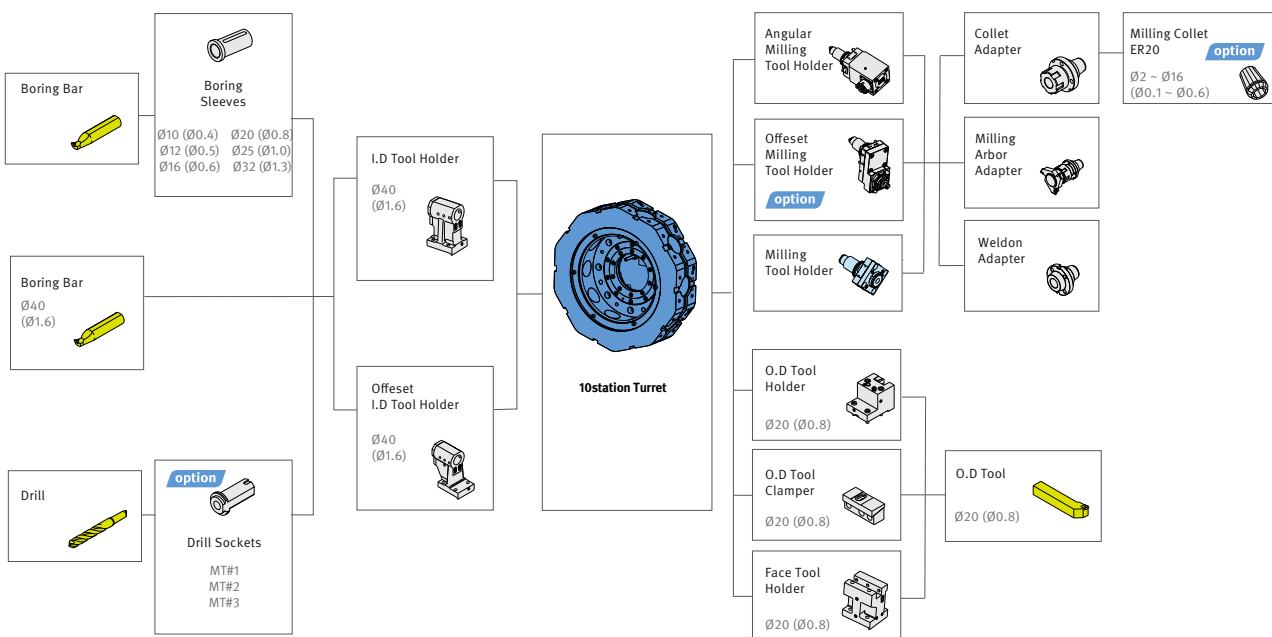 Boring Bar
Boring
Sleeves
Ø10 (Ø0.4) Ø20 (Ø0.8)
Ø12 (Ø0.5) Ø25 (Ø1.0)
Ø16 (Ø0.6) Ø32 (Ø1.3)
Boring Bar
Ø40
(Ø1.6)
Drill
option
Drill Sockets
MT#1
MT#2
MT#3
I.D Tool Holder
Ø40
(Ø1.6)
Offeset
I.D Tool Holder
Ø40
(Ø1.6)
10station Turret
Angular
Milling
Tool Holder
Offeset
Milling
Tool Holder
option
Milling
Tool Holder
Collet
Adapter
Milling
Arbor
Adapter
Weldon
Adapter
Milling Collet
ER20
option
Ø2 ~ Ø16
(Ø0.1 ~ Ø0.6)
O.D Tool
Holder
Ø20 (Ø0.8)
O.D Tool
Clamper
Ø20 (Ø0.8)
Face Tool
Holder
Ø20 (Ø0.8)
O.D Tool
Ø20 (Ø0.8)